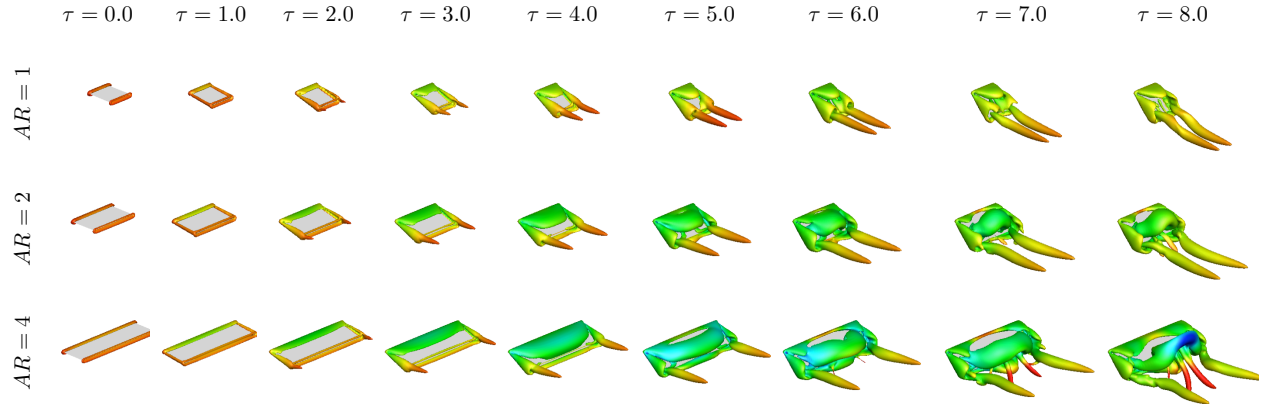 τ = 0.0 τ = 1.0 τ = 2.0 τ = 3.0 τ = 4.0 τ = 5.0 τ = 6.0 τ = 7.0 τ = 8.0
AR = 1
AR = 2
AR = 4